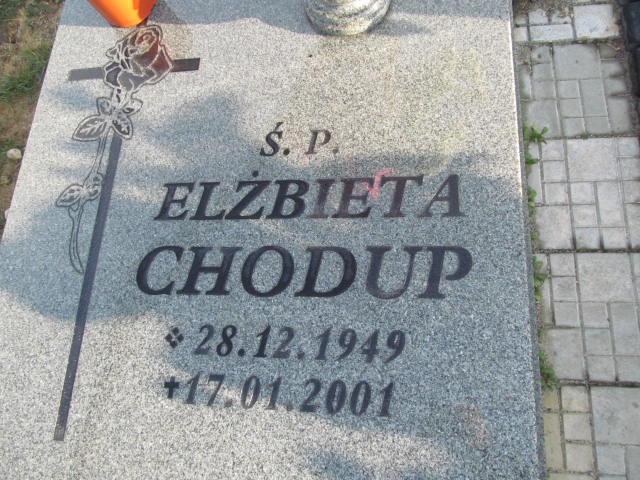 Ś. P.
ELŻBIETA
CHODUP
28.12.1949
✝17.01.2001